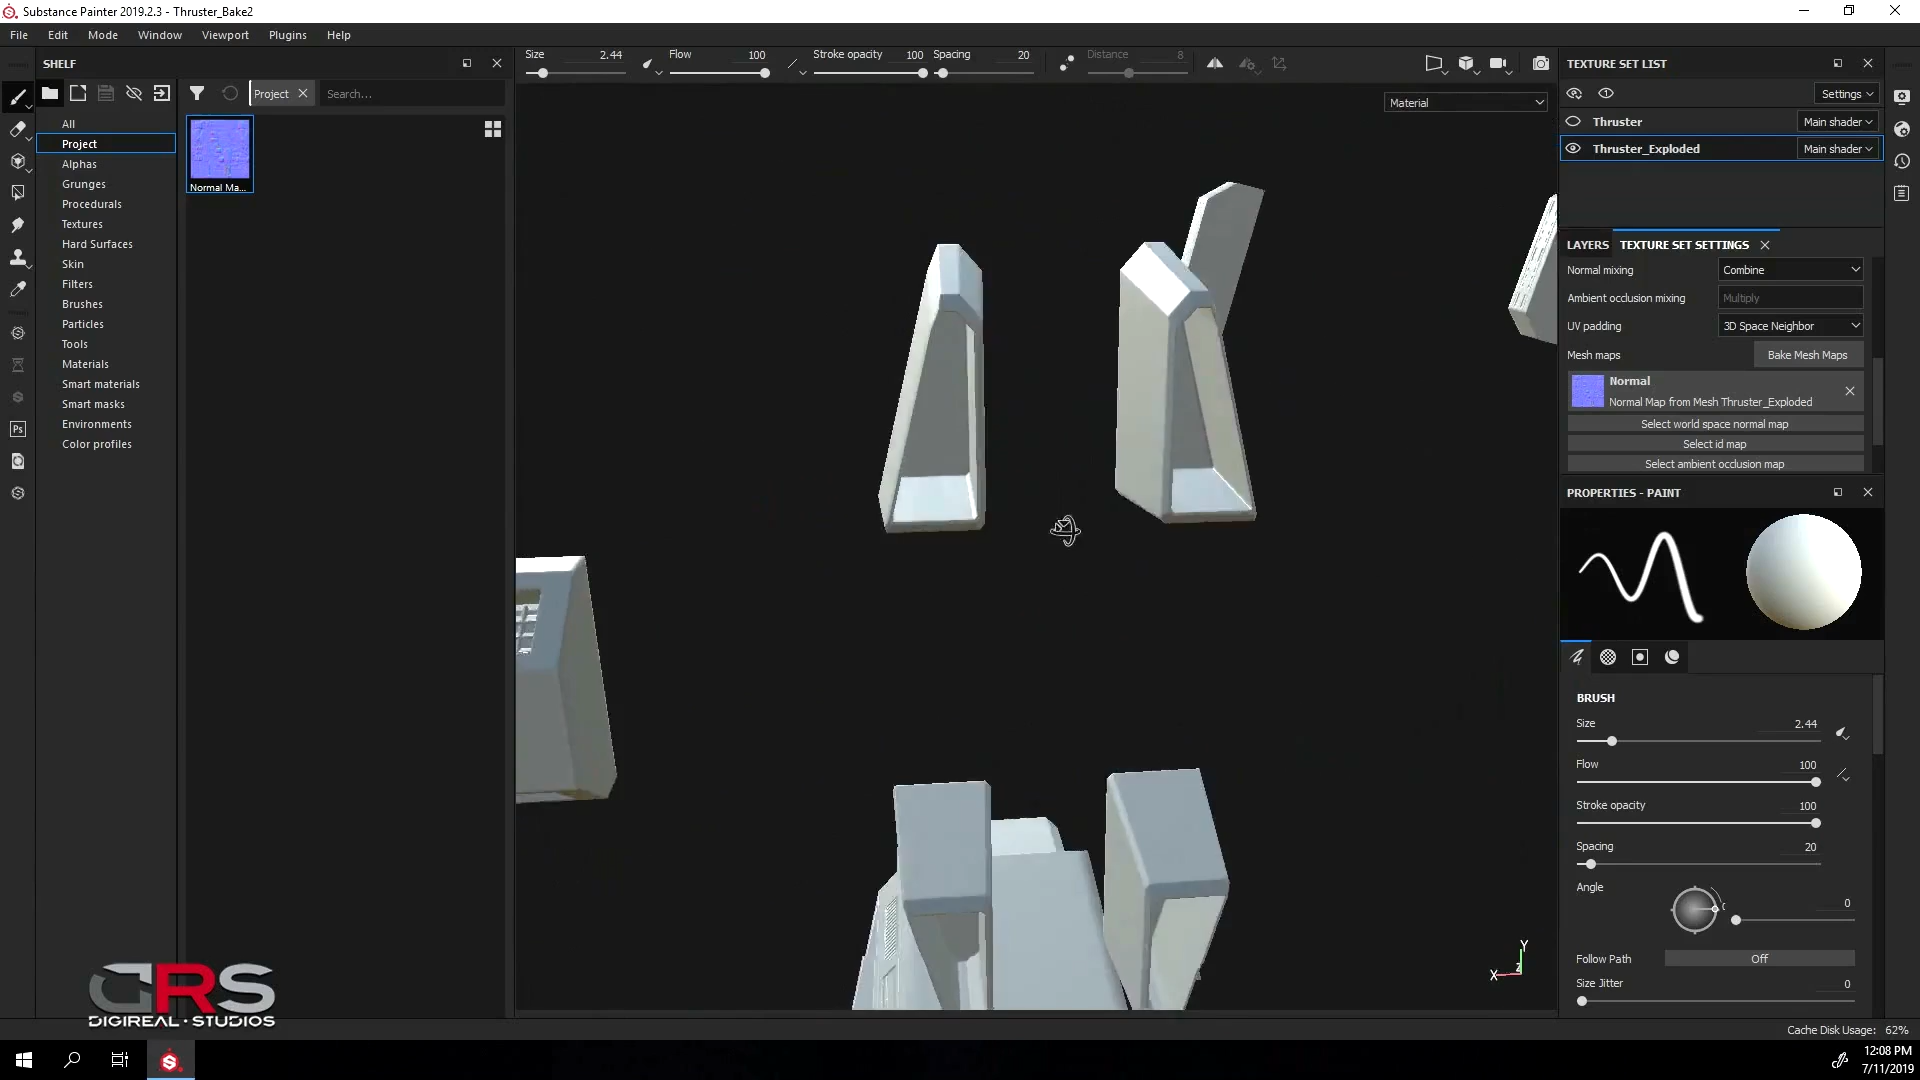 Substance Painter 2019.2.3 - Thruster_Bake2
File Edit Mode Window Viewport Plugins Help
SHELF
Project
Search...
All
Project
Alphas
Grunges
Procedurals
Textures
Hard Surfaces
Skin
Filters
Brushes
Particles
Tools
Materials
Smart materials
Smart masks
Environments
Color profiles
Normal Ma...
Size 2.44 Flow 100 Stroke opacity 100 Spacing 20 Distance 8
Material
Y
X
Z
TEXTURE SET LIST
Settings
Thruster Main shader
Thruster_Exploded Main shader
LAYERS TEXTURE SET SETTINGS
Normal mixing Combine
Ambient occlusion mixing Multiply
UV padding 3D Space Neighbor
Mesh maps Bake Mesh Maps
Normal
Normal Map from Mesh Thruster_Exploded
Select world space normal map
Select id map
Select ambient occlusion map
PROPERTIES - PAINT
BRUSH
Size 2.44
Flow 100
Stroke opacity 100
Spacing 20
Angle 0
Follow Path Off
Size Jitter 0
Cache Disk Usage: 62%
DRS
DIGIREAL·STUDIOS
Ps
12:08 PM
7/11/2019